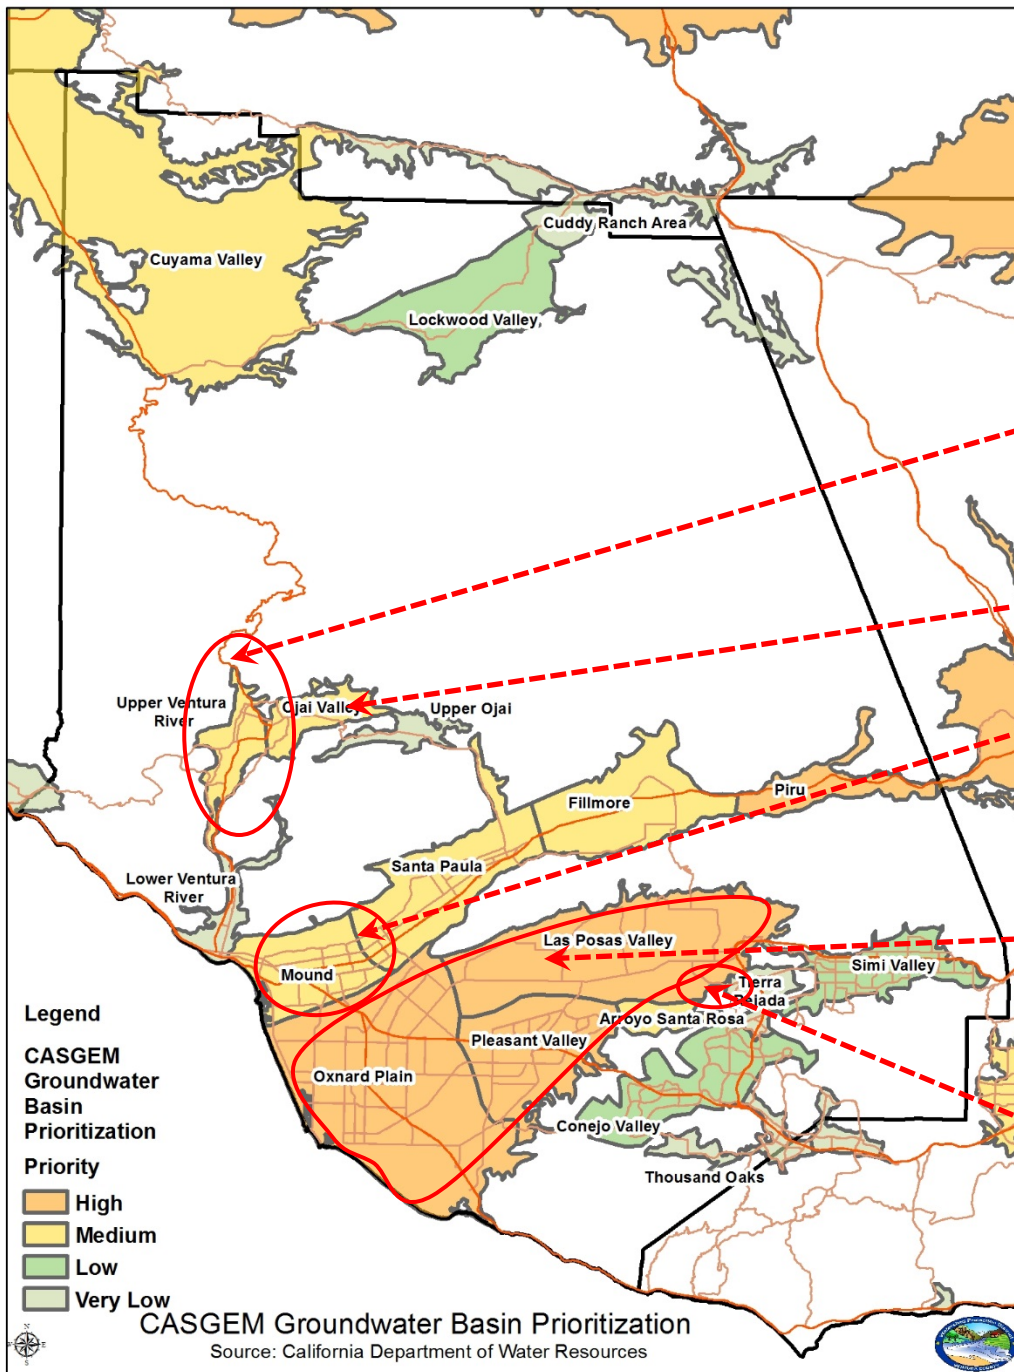 Cuddy Ranch Area
Cuyama Valley
Lockwood Valley
Upper Ventura
River
Ojai Valley
Upper Ojai
Fillmore
Piru
Santa Paula
Lower Ventura
River
Las Posas Valley
Mound
Simi Valley
Tierra
Rejada
Arroyo Santa Rosa
Pleasant Valley
Oxnard Plain
Conejo Valley
Thousand Oaks
Legend
CASGEM
Groundwater
Basin
Prioritization
Priority
High
Medium
Low
Very Low
CASGEM Groundwater Basin Prioritization
Source: California Department of Water Resources